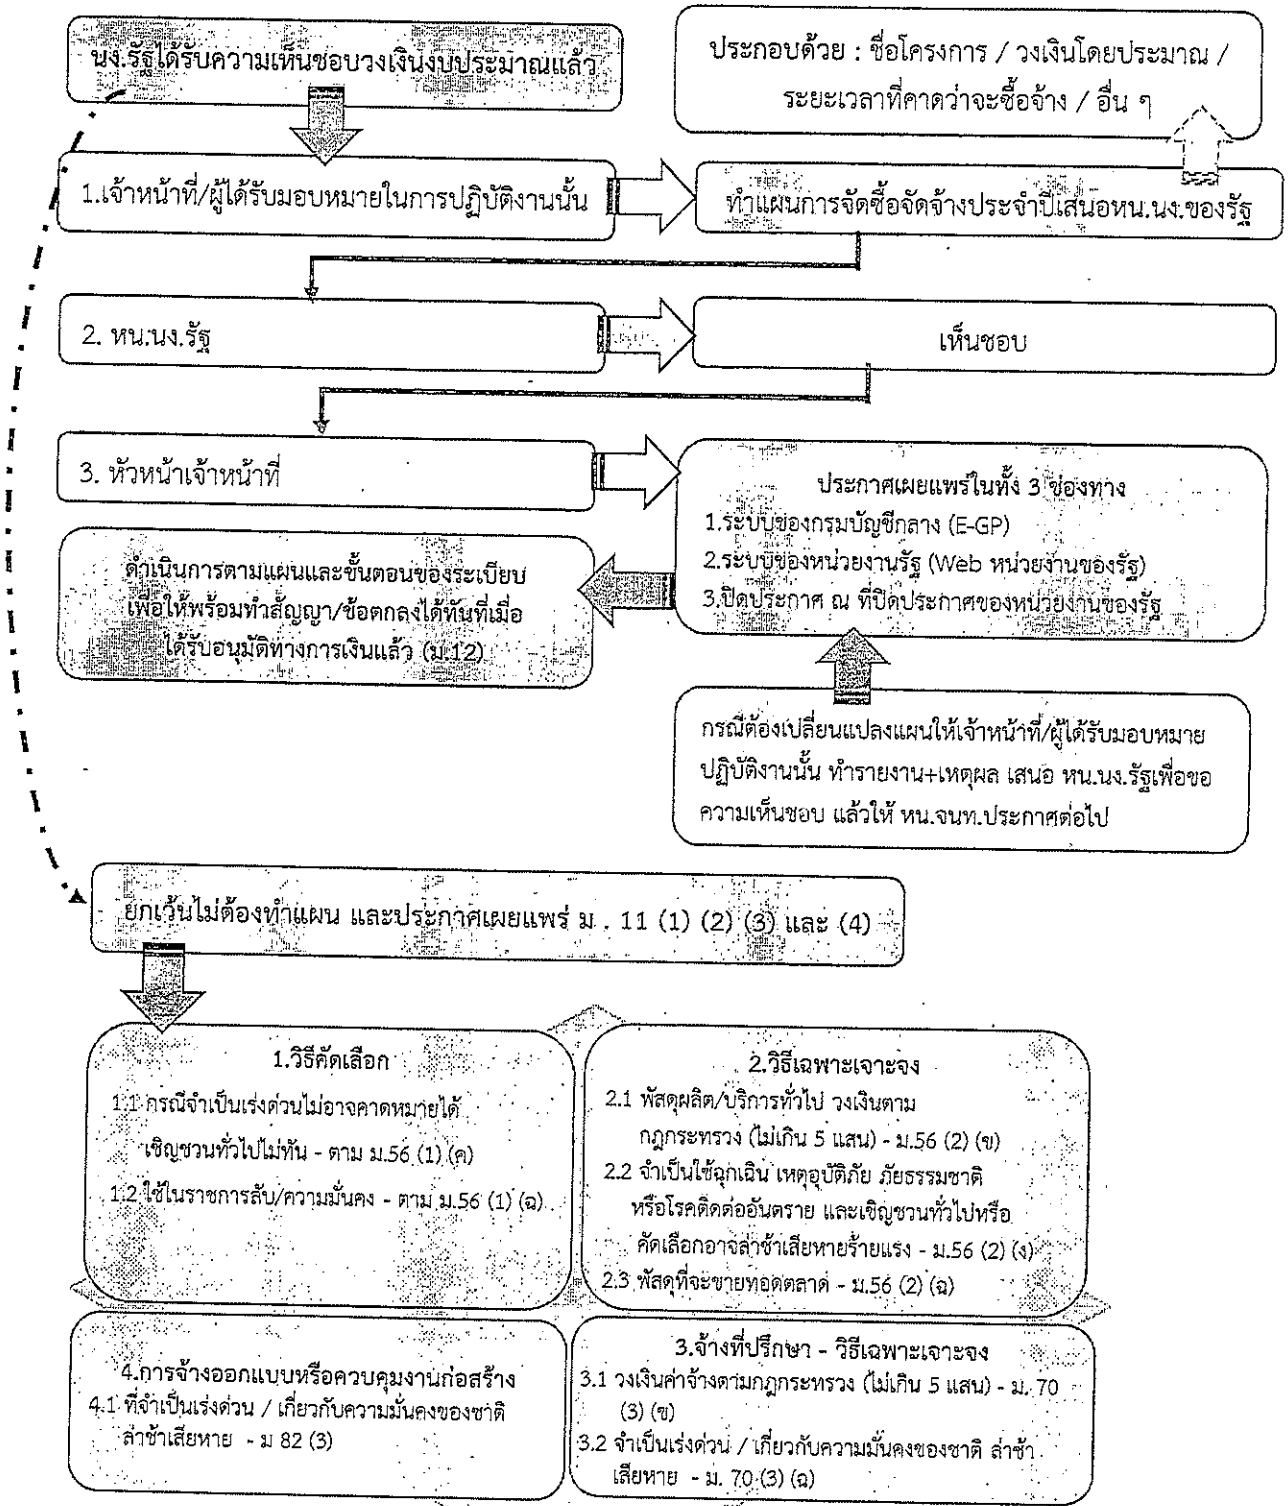 นง.รัฐได้รับความเห็นชอบวงเงินงบประมาณแล้ว
ประกอบด้วย : ชื่อโครงการ / วงเงินโดยประมาณ /
ระยะเวลาที่คาดว่าจะซื้อจ้าง / อื่น ๆ
1.เจ้าหน้าที่/ผู้ได้รับมอบหมายในการปฏิบัติงานนั้น
ทำแผนการจัดซื้อจัดจ้างประจำปีเสนอหน.นง.ของรัฐ
2. หน.นง.รัฐ
เห็นชอบ
3. หัวหน้าเจ้าหน้าที่
ประกาศเผยแพร่ในทั้ง 3 ช่องทาง
1.ระบบของกรมบัญชีกลาง (E-GP)
2.ระบบของหน่วยงานรัฐ (Web หน่วยงานของรัฐ)
3.ปิดประกาศ ณ ที่ปิดประกาศของหน่วยงานของรัฐ
ดำเนินการตามแผนและขั้นตอนของระเบียบ
เพื่อให้พร้อมทำสัญญา/ข้อตกลงได้ทันทีเมื่อ
ได้รับอนุมัติทางการเงินแล้ว (ม.12)
กรณีต้องเปลี่ยนแปลงแผนให้เจ้าหน้าที่/ผู้ได้รับมอบหมาย
ปฏิบัติงานนั้น ทำรายงาน+เหตุผล เสนอ หน.นง.รัฐเพื่อขอ
ความเห็นชอบ แล้วให้ หน.จนท.ประกาศต่อไป
ยกเว้นไม่ต้องทำแผน และประกาศเผยแพร่ ม . 11 (1) (2) (3) และ (4)
1.วิธีคัดเลือก
1.1 กรณีจำเป็นเร่งด่วนไม่อาจคาดหมายได้
เชิญชวนทั่วไปไม่ทัน - ตาม ม.56 (1) (ค)
1.2 ใช้ในราชการลับ/ความมั่นคง - ตาม ม.56 (1) (ฉ)
2.วิธีเฉพาะเจาะจง
2.1 พัสดุผลิต/บริการทั่วไป วงเงินตาม
กฎกระทรวง (ไม่เกิน 5 แสน) - ม.56 (2) (ข)
2.2 จำเป็นใช้ฉุกเฉิน เหตุอุบัติภัย ภัยธรรมชาติ
หรือโรคติดต่ออันตราย และเชิญชวนทั่วไปหรือ
คัดเลือกอาจล่าช้าเสียหายร้ายแรง - ม.56 (2) (ง)
2.3 พัสดุที่จะขายทอดตลาด - ม.56 (2) (ฉ)
4.การจ้างออกแบบหรือควบคุมงานก่อสร้าง
4.1 ที่จำเป็นเร่งด่วน / เกี่ยวกับความมั่นคงของชาติ
ล่าช้าเสียหาย - ม 82 (3)
3.จ้างที่ปรึกษา - วิธีเฉพาะเจาะจง
3.1 วงเงินค่าจ้างตามกฎกระทรวง (ไม่เกิน 5 แสน) - ม. 70
(3) (ข)
3.2 จำเป็นเร่งด่วน / เกี่ยวกับความมั่นคงของชาติ ล่าช้า
เสียหาย - ม. 70 (3) (ฉ)